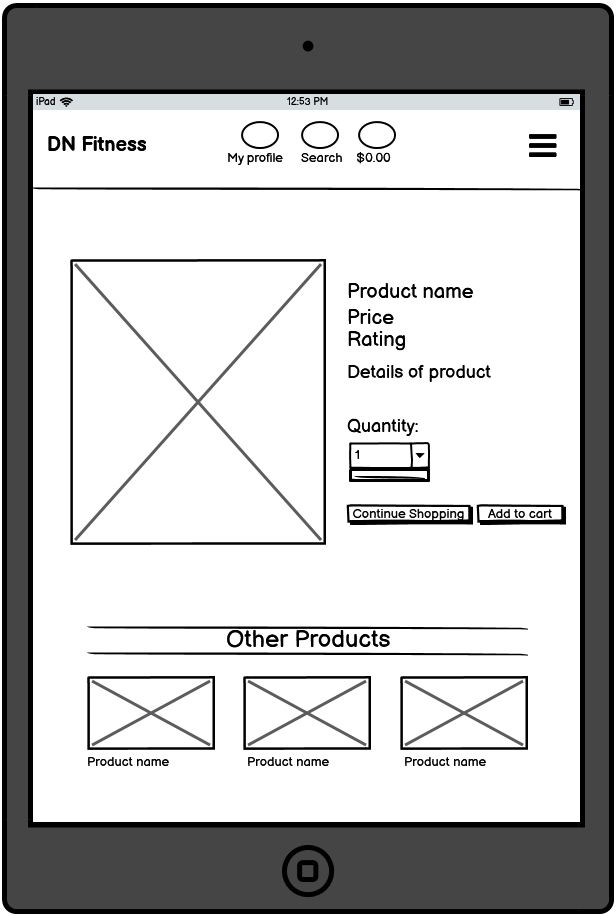 iPad 12:53 PM
DN Fitness
My profile Search $0.00
Product name
Price
Rating
Details of product
Quantity:
1
Continue Shopping Add to cart
Other Products
Product name Product name Product name